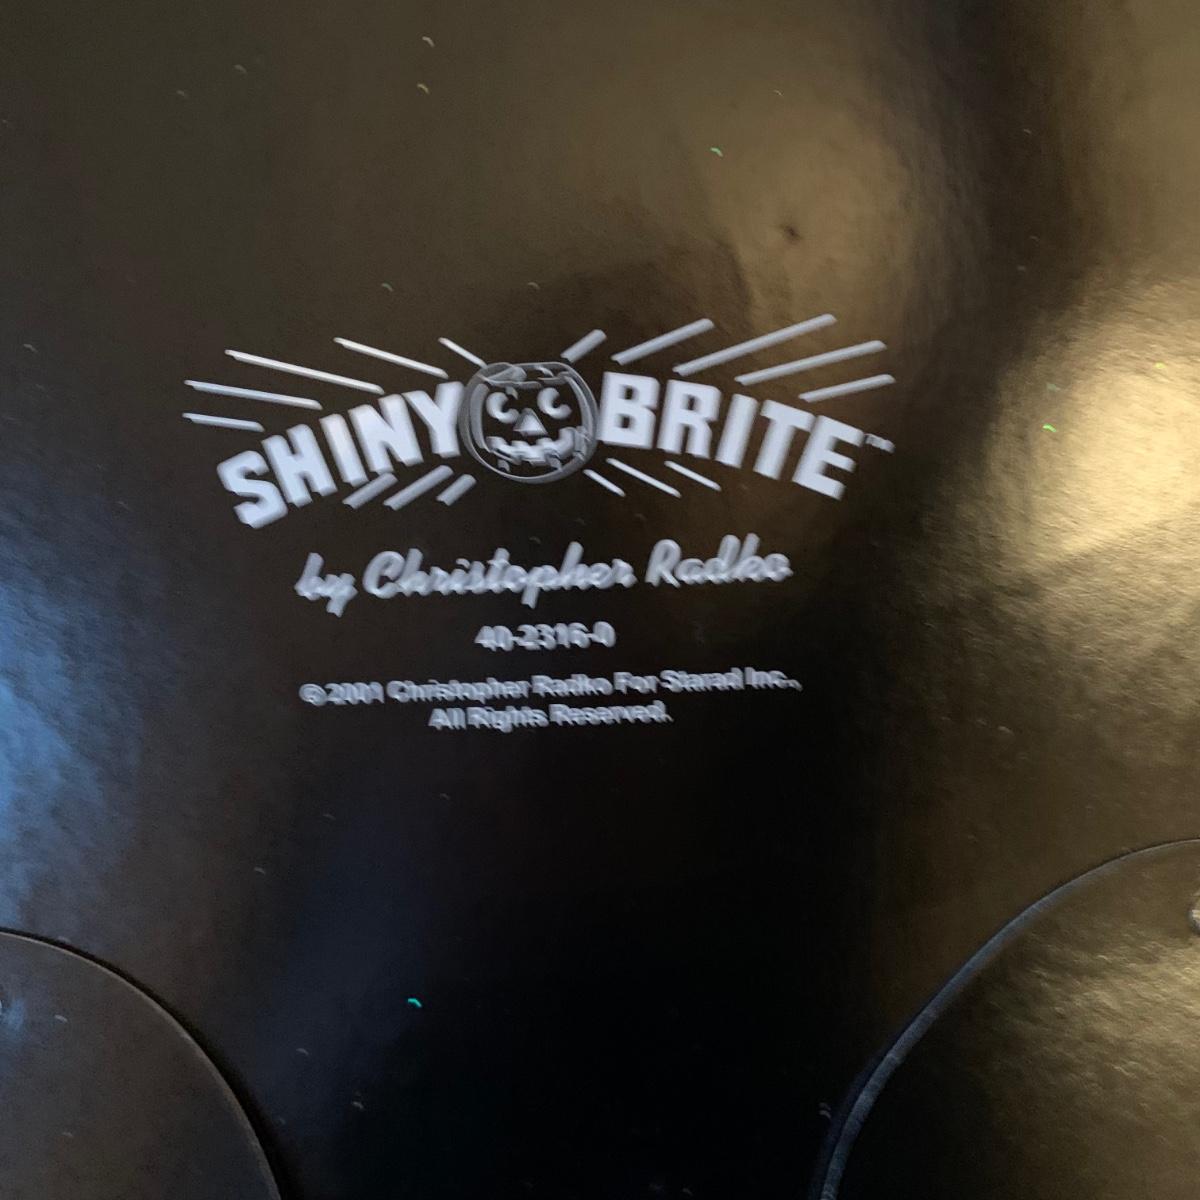 SHINY BRITE™
by Christopher Radko
40-2316-0
©2001 Christopher Radko For Starad Inc.,
All Rights Reserved.